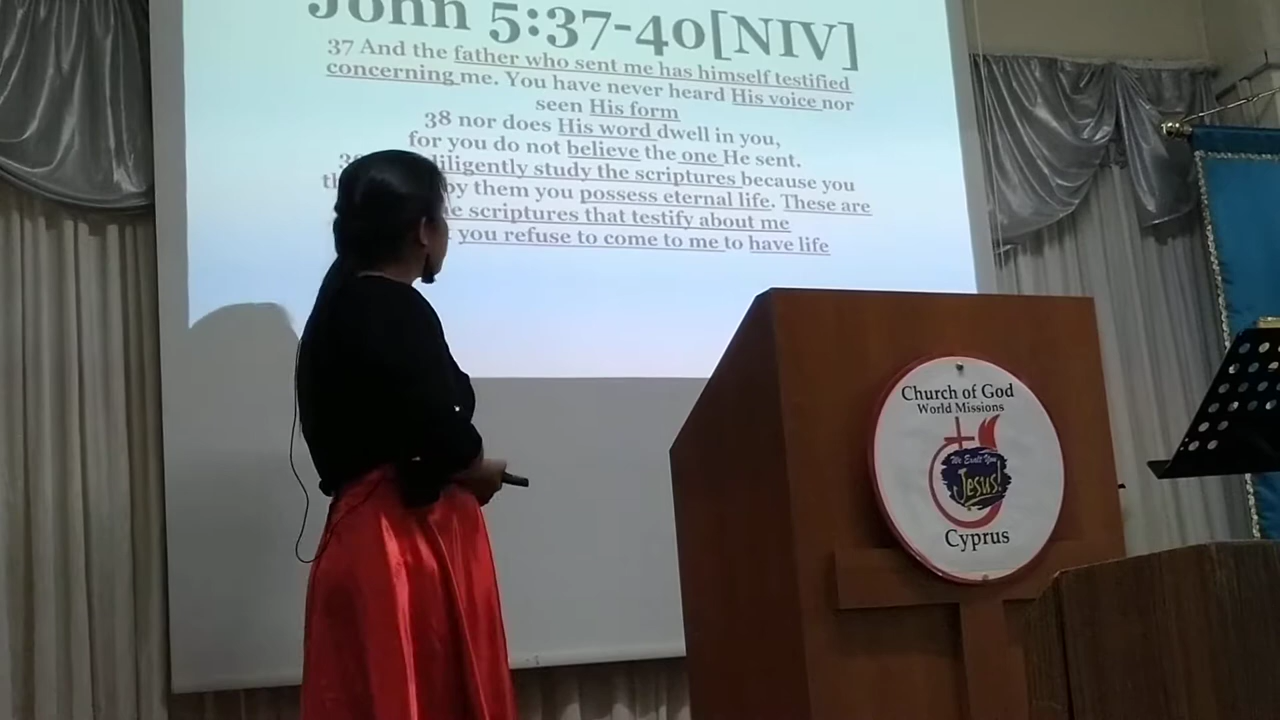 John 5:37-40[NIV]
37 And the father who sent me has himself testified
concerning me. You have never heard His voice nor
seen His form
38 nor does His word dwell in you,
for you do not believe the one He sent.
diligently study the scriptures because you
by them you possess eternal life. These are
scriptures that testify about me
you refuse to come to me to have life
Church of God
World Missions
We Exalt You
Jesus!
Cyprus